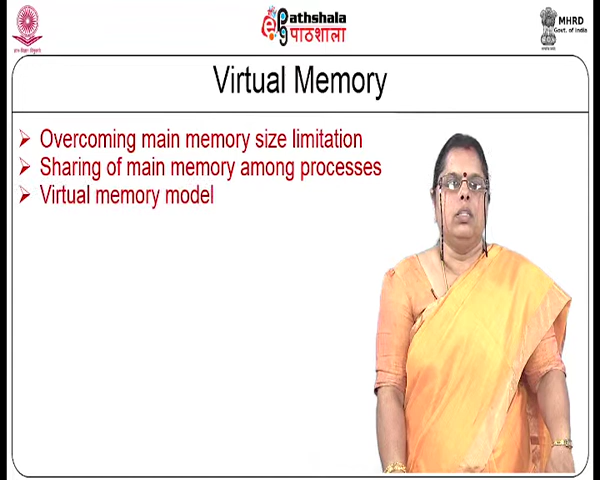 Pathshala
पाठशाला
MHRD
Govt. of India
Virtual Memory
Overcoming main memory size limitation
Sharing of main memory among processes
Virtual memory model